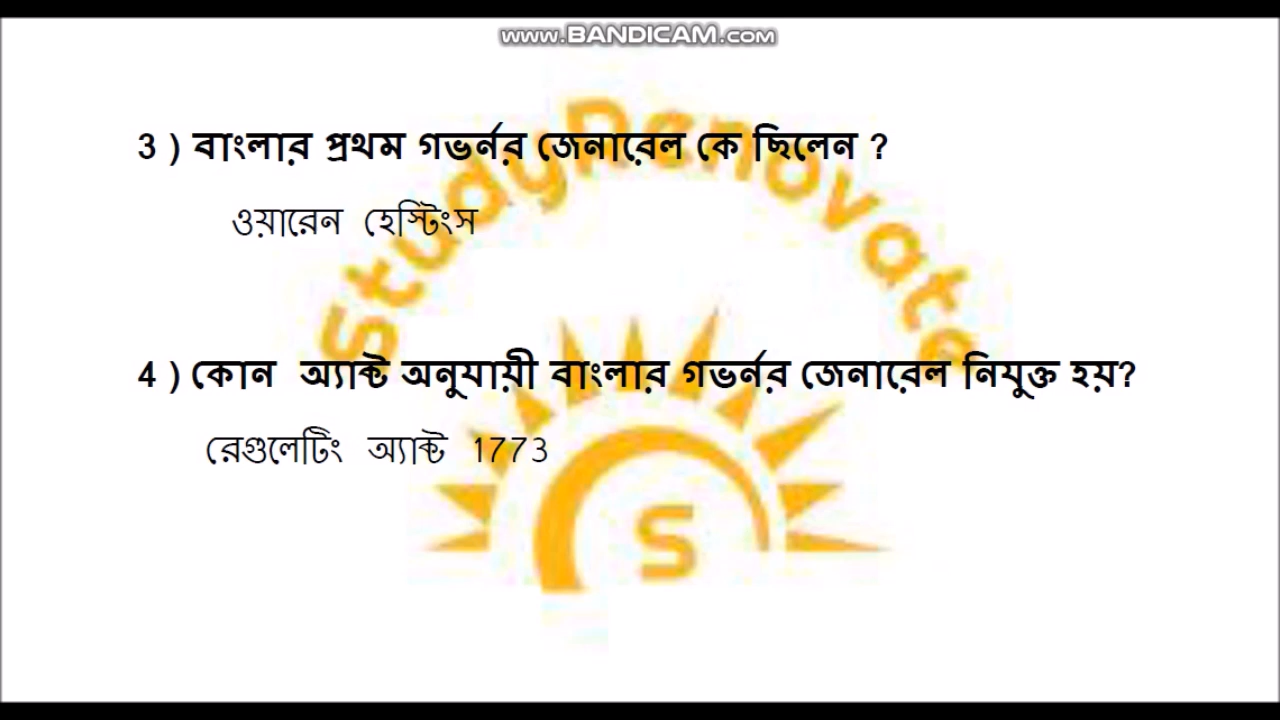 www.BANDICAM.com
StudyRenovate
3 ) বাংলার প্রথম গভর্নর জেনারেল কে ছিলেন ?
ওয়ারেন হেস্টিংস
4 ) কোন অ্যাক্ট অনুযায়ী বাংলার গভর্নর জেনারেল নিযুক্ত হয়?
রেগুলেটিং অ্যাক্ট 1773
S